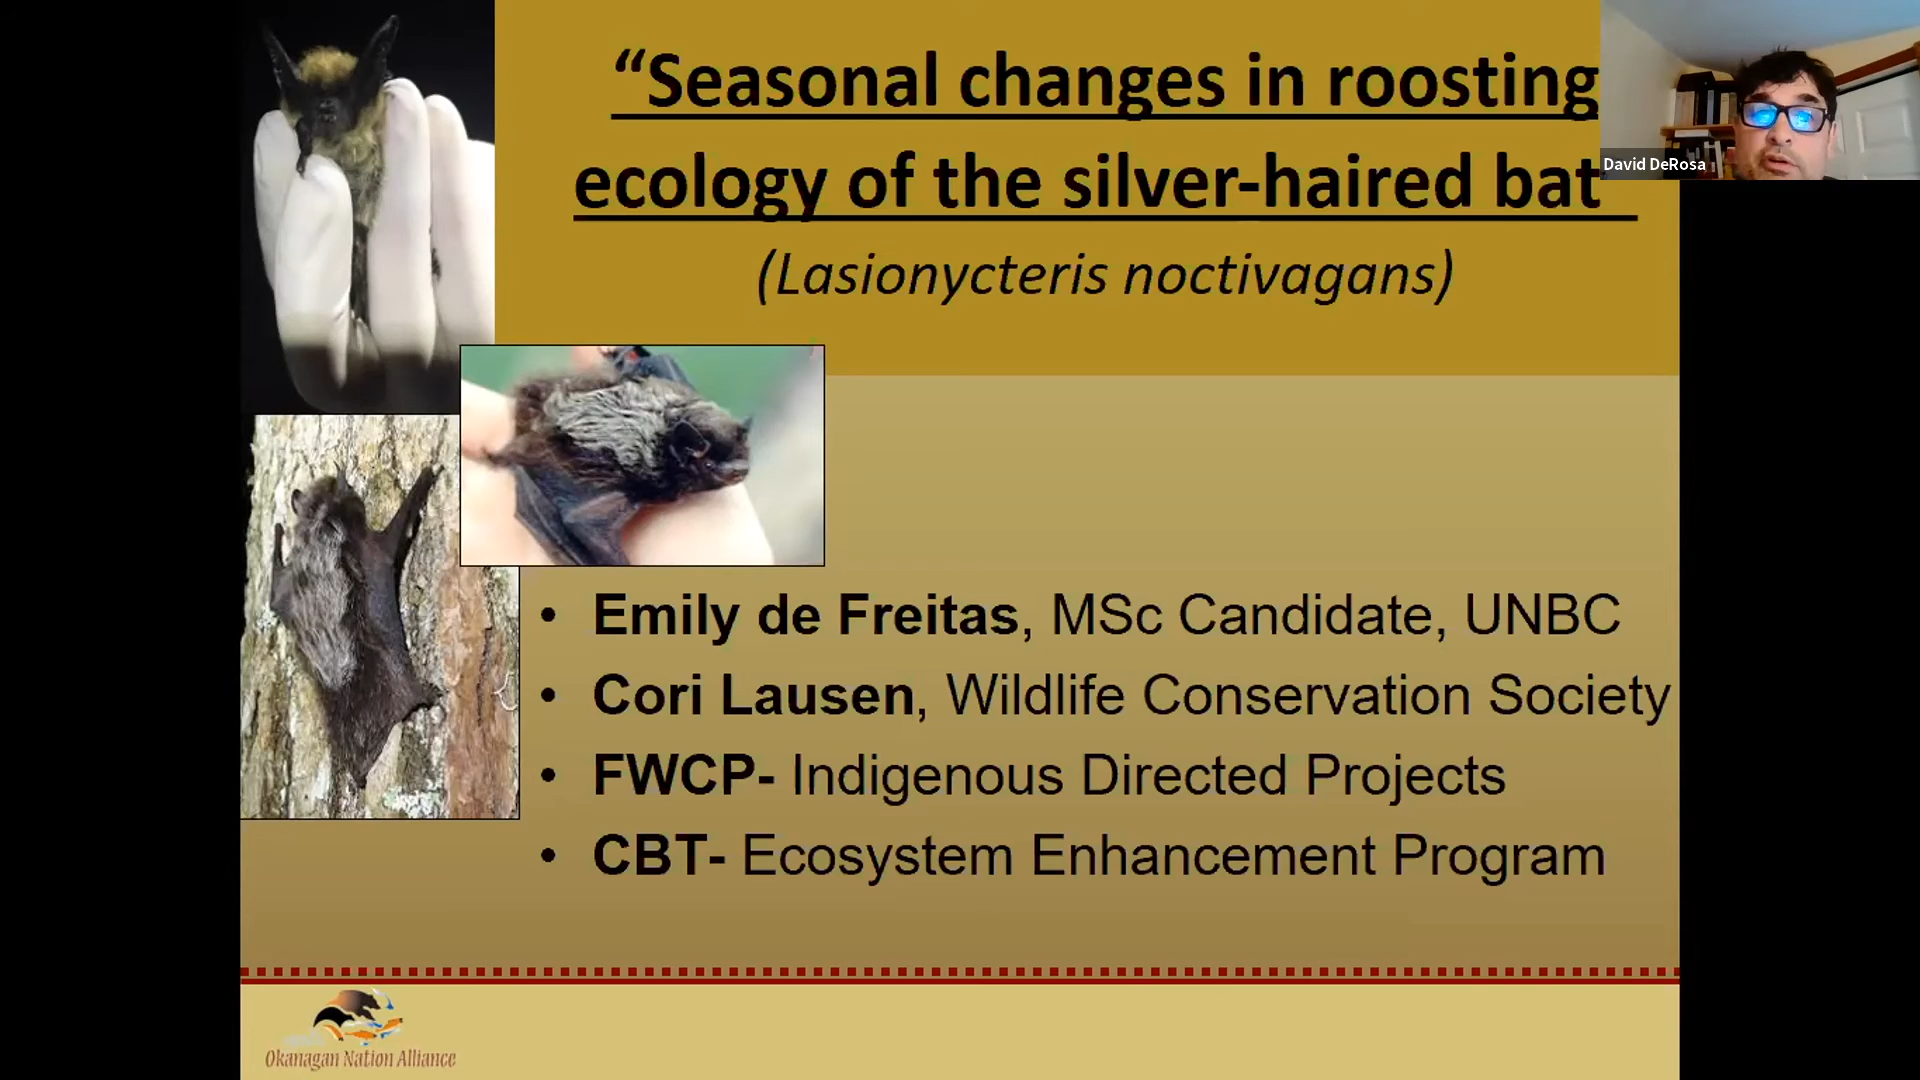 “Seasonal changes in roosting
ecology of the silver-haired bat
(Lasionycteris noctivagans)
David DeRosa
• Emily de Freitas, MSc Candidate, UNBC
• Cori Lausen, Wildlife Conservation Society
• FWCP- Indigenous Directed Projects
• CBT- Ecosystem Enhancement Program
Okanagan Nation Alliance